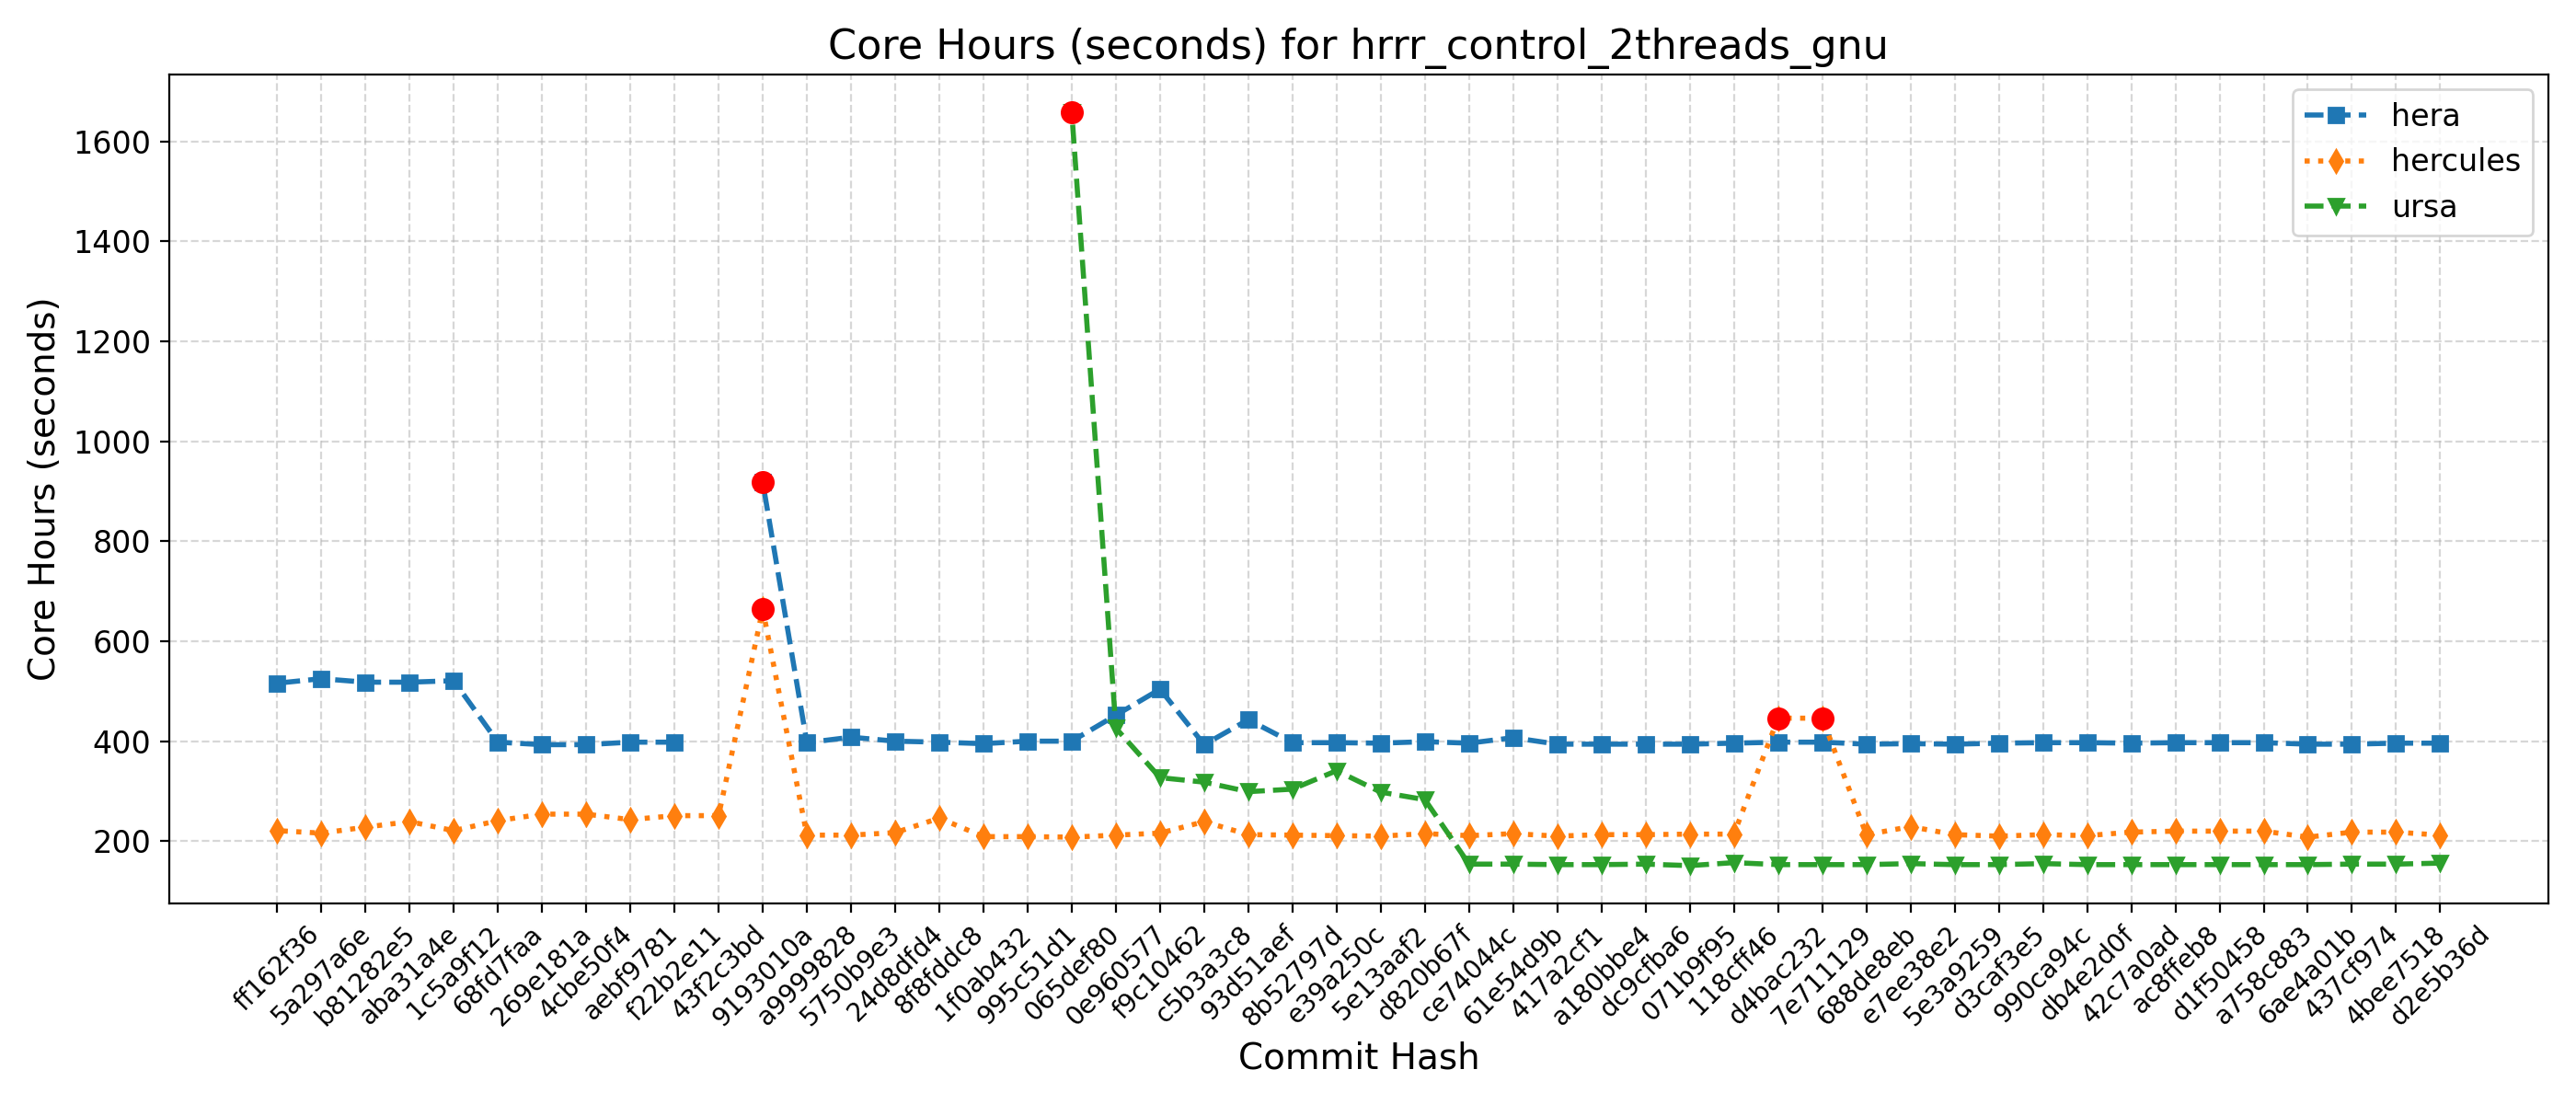 Core Hours (seconds) for hrrr_control_2threads_gnu
Core Hours (seconds)
1600
1400
1200
1000
800
600
400
200
hera
hercules
ursa
ff162f36
5a297a6e
b81282e5
aba31a4e
1c5a9f12
68fd7faa
269e181a
4cbe50f4
aebf9781
f22b2e11
43f2c3bd
9193010a
a9999828
5750b9e3
24d8dfd4
8f8fddc8
1f0ab432
995c51d1
065def80
0e960577
f9c10462
c5b3a3c8
93d51aef
8b52797d
e39a250c
5e13aaf2
d820b67f
ce74044c
61e54d9b
417a2cf1
a180bbe4
dc9cfba6
071b9f95
118cff46
d4bac232
7e711129
688de8eb
e7ee38e2
5e3a9259
d3caf3e5
990ca94c
db4e2d0f
42c7a0ad
ac8ffeb8
d1f50458
a758c883
6ae4a01b
437cf974
4bee7518
d2e5b36d
Commit Hash